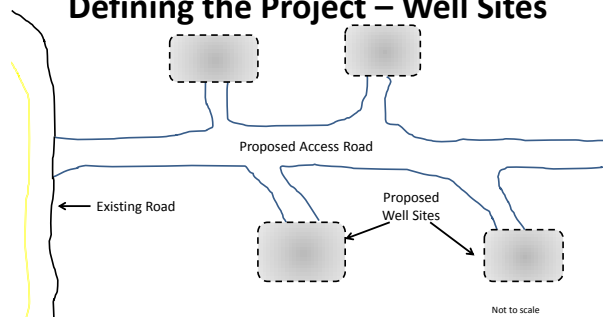 Defining the Project – Well Sites
Proposed Access Road
Existing Road
Proposed
Well Sites
Not to scale